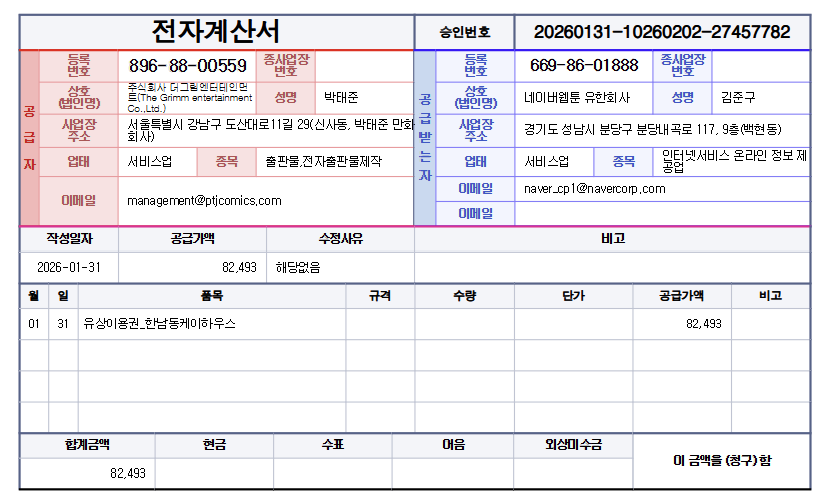 전자계산서 승인번호 20260131-10260202-27457782
공급자
등록번호 896-88-00559 종사업장번호
상호(법인명) 주식회사 더그림엔터테인먼트(The Grimm entertainment Co.,Ltd.) 성명 박태준
사업장주소 서울특별시 강남구 도산대로11길 29(신사동, 박태준 만화회사)
업태 서비스업 종목 출판물,전자출판물제작
이메일 management@ptjcomics.com
공급받는자
등록번호 669-86-01888 종사업장번호
상호(법인명) 네이버웹툰 유한회사 성명 김준구
사업장주소 경기도 성남시 분당구 분당내곡로 117, 9층(백현동)
업태 서비스업 종목 인터넷서비스 온라인 정보 제공업
이메일 naver_cp1@navercorp.com
이메일
작성일자 공급가액 수정사유 비고
2026-01-31 82,493 해당없음
월 일 품목 규격 수량 단가 공급가액 비고
01 31 유상이용권_한남동케이하우스 82,493
합계금액 현금 수표 어음 외상미수금 이 금액을 (청구) 함
82,493